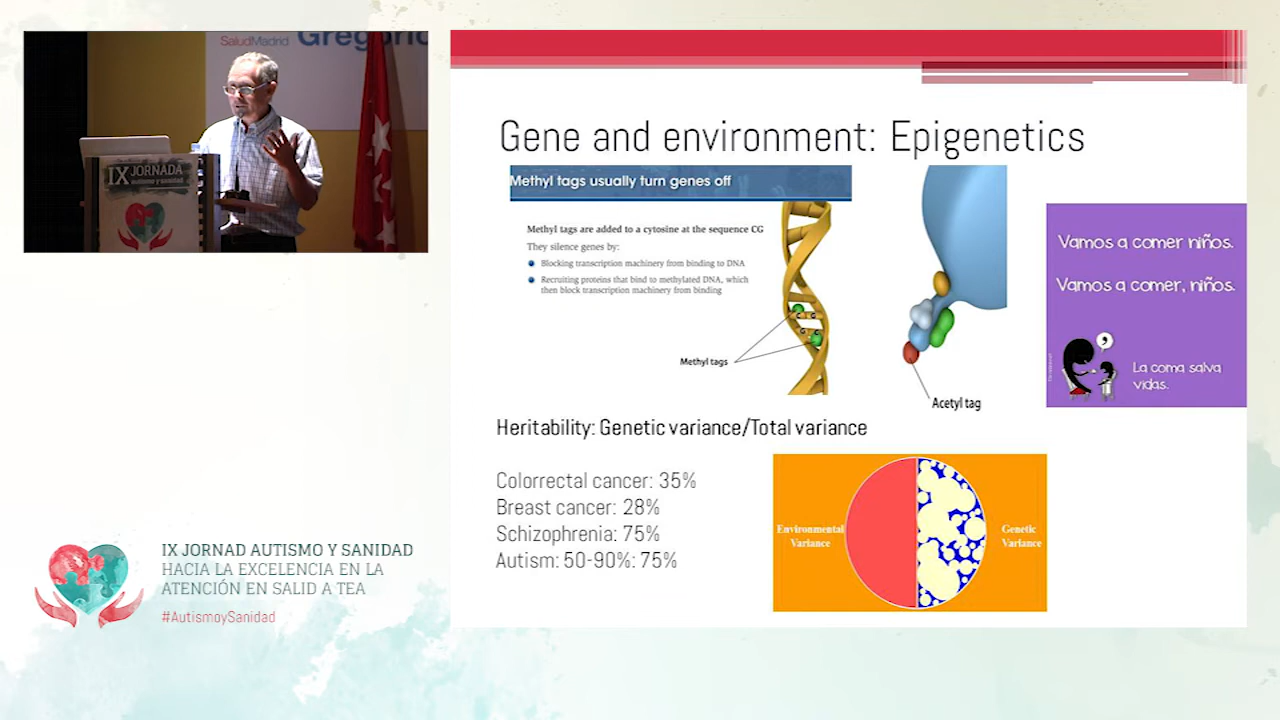 SaludMadrid
Gregorio
IX JORNADA
autismo y sanidad
Gene and environment: Epigenetics
Methyl tags usually turn genes off
Methyl tags are added to a cytosine at the sequence CG
They silence genes by:
Blocking transcription machinery from binding to DNA
Recruiting proteins that bind to methylated DNA, which
then block transcription machinery from binding
Methyl tags
Acetyl tag
Vamos a comer niños.
Vamos a comer, niños.
,
La coma salva
vidas.
Heritability: Genetic variance/Total variance
Colorrectal cancer: 35%
Breast cancer: 28%
Schizophrenia: 75%
Autism: 50-90%: 75%
Environmental
Variance
Genetic
Variance
IX JORNAD AUTISMO Y SANIDAD
HACIA LA EXCELENCIA EN LA
ATENCIÓN EN SALID A TEA
#AutismoySanidad